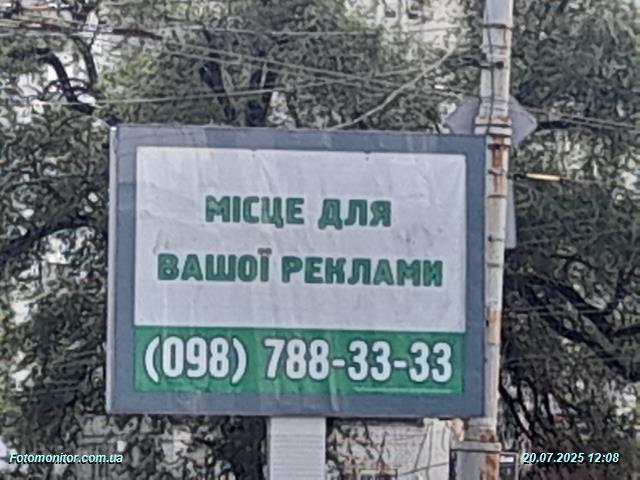 МІСЦЕ ДЛЯ
ВАШОЇ РЕКЛАМИ
(098) 788-33-33
Fotomonitor.com.ua
20.07.2025 12:08